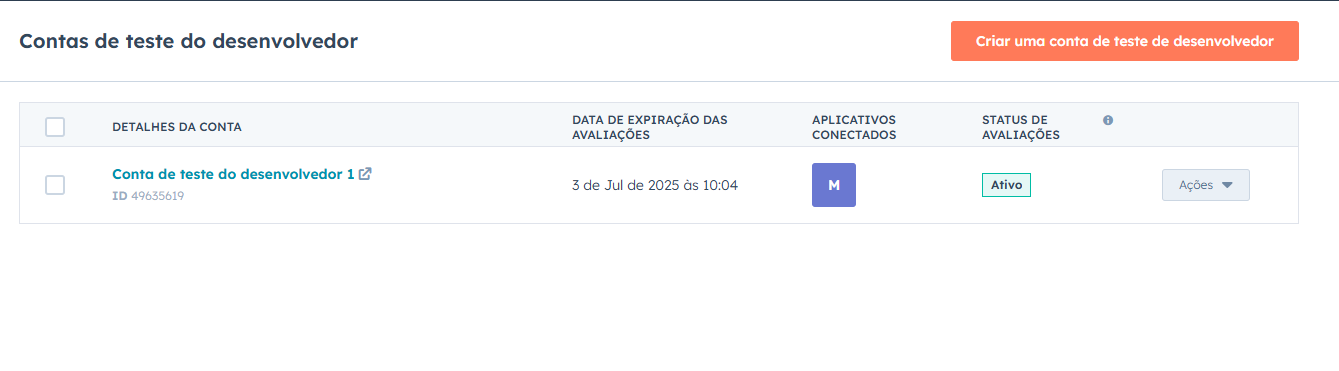 Contas de teste do desenvolvedor
Criar uma conta de teste de desenvolvedor
DETALHES DA CONTA
DATA DE EXPIRAÇÃO DAS
AVALIAÇÕES
APLICATIVOS
CONECTADOS
STATUS DE
AVALIAÇÕES
Conta de teste do desenvolvedor 1
ID 49635619
3 de Jul de 2025 às 10:04
M
Ativo
Ações